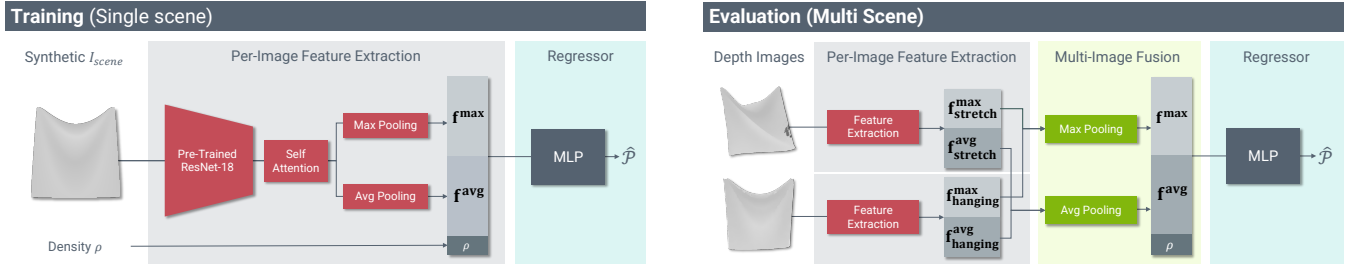 Training (Single scene)
Synthetic I_scene
Per-Image Feature Extraction
Regressor
Pre-Trained
ResNet-18
Self
Attention
Max Pooling
Avg Pooling
f^max
f^avg
ρ
MLP
𝒫̂
Density ρ
Evaluation (Multi Scene)
Depth Images
Per-Image Feature Extraction
Multi-Image Fusion
Regressor
Feature
Extraction
f^max_stretch
f^avg_stretch
Feature
Extraction
f^max_hanging
f^avg_hanging
Max Pooling
Avg Pooling
f^max
f^avg
ρ
MLP
𝒫̂